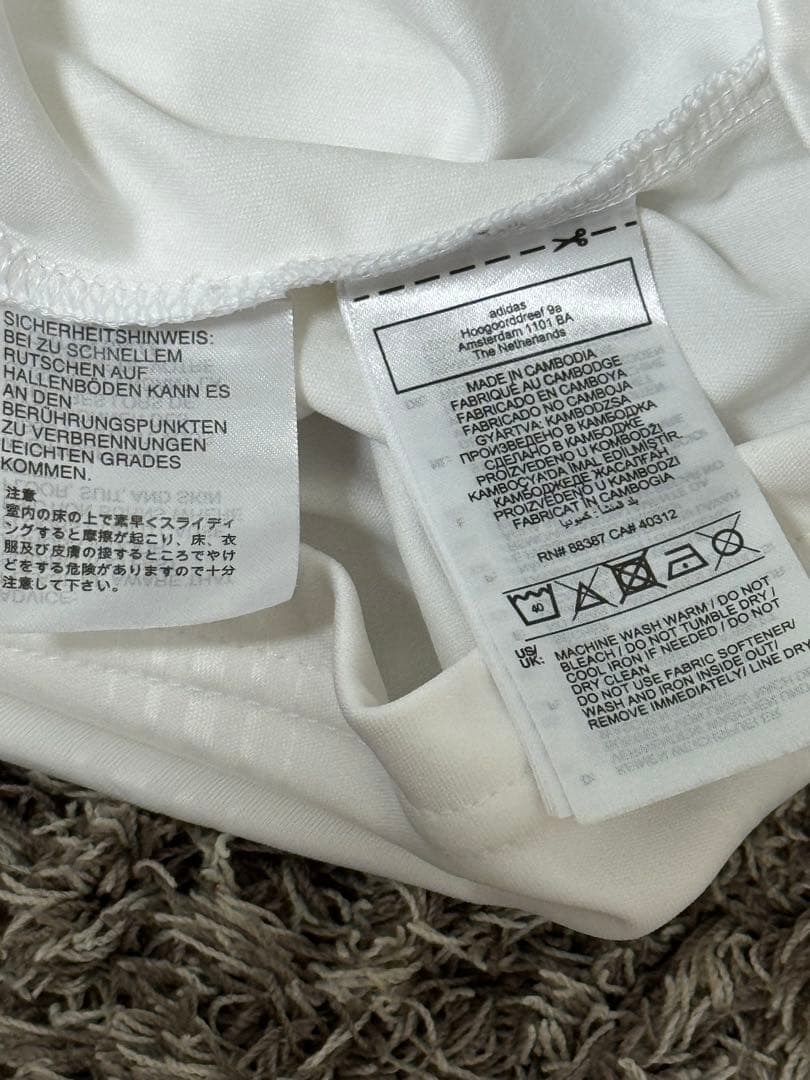 SICHERHEITSHINWEIS:
BEI ZU SCHNELLEM
RUTSCHEN AUF
HALLENBÖDEN KANN ES
AN DEN
BERÜHRUNGSPUNKTEN
ZU VERBRENNUNGEN
LEICHTEN GRADES
KOMMEN.
注意
室内の床の上で素早くスライディ
ングすると摩擦が起こり、床、衣
服及び皮膚の接するところでやけ
どをする危険がありますので十分
注意して下さい。
adidas
Hoogoorddreef 9a
Amsterdam 1101 BA
The Netherlands
MADE IN CAMBODIA
FABRIQUÉ AU CAMBODGE
FABRICADO EN CAMBOYA
FABRICADO NO CAMBOJA
GYÁRTVA: KAMBODZSA
ПРОИЗВЕДЕНО В КАМБОДЖА
СДЕЛАНО В КАМБОДЖЕ
PROIZVEDENO U KOMBODŽI
KAMBOÇYA'DA İMAL EDİLMİŞTİR.
КАМБОДЖЕДЕ ЖАСАЛҒАН
PROIZVEDENO U KAMBODŽI
FABRICAT ÎN CAMBOGIA
بلد المنشأ: كمبوديا
RN# 88387 CA# 40312
40
US/
UK:
MACHINE WASH WARM / DO NOT
BLEACH / DO NOT TUMBLE DRY /
COOL IRON IF NEEDED / DO NOT
DRY CLEAN
DO NOT USE FABRIC SOFTENER/
WASH AND IRON INSIDE OUT/
REMOVE IMMEDIATELY/ LINE DRY